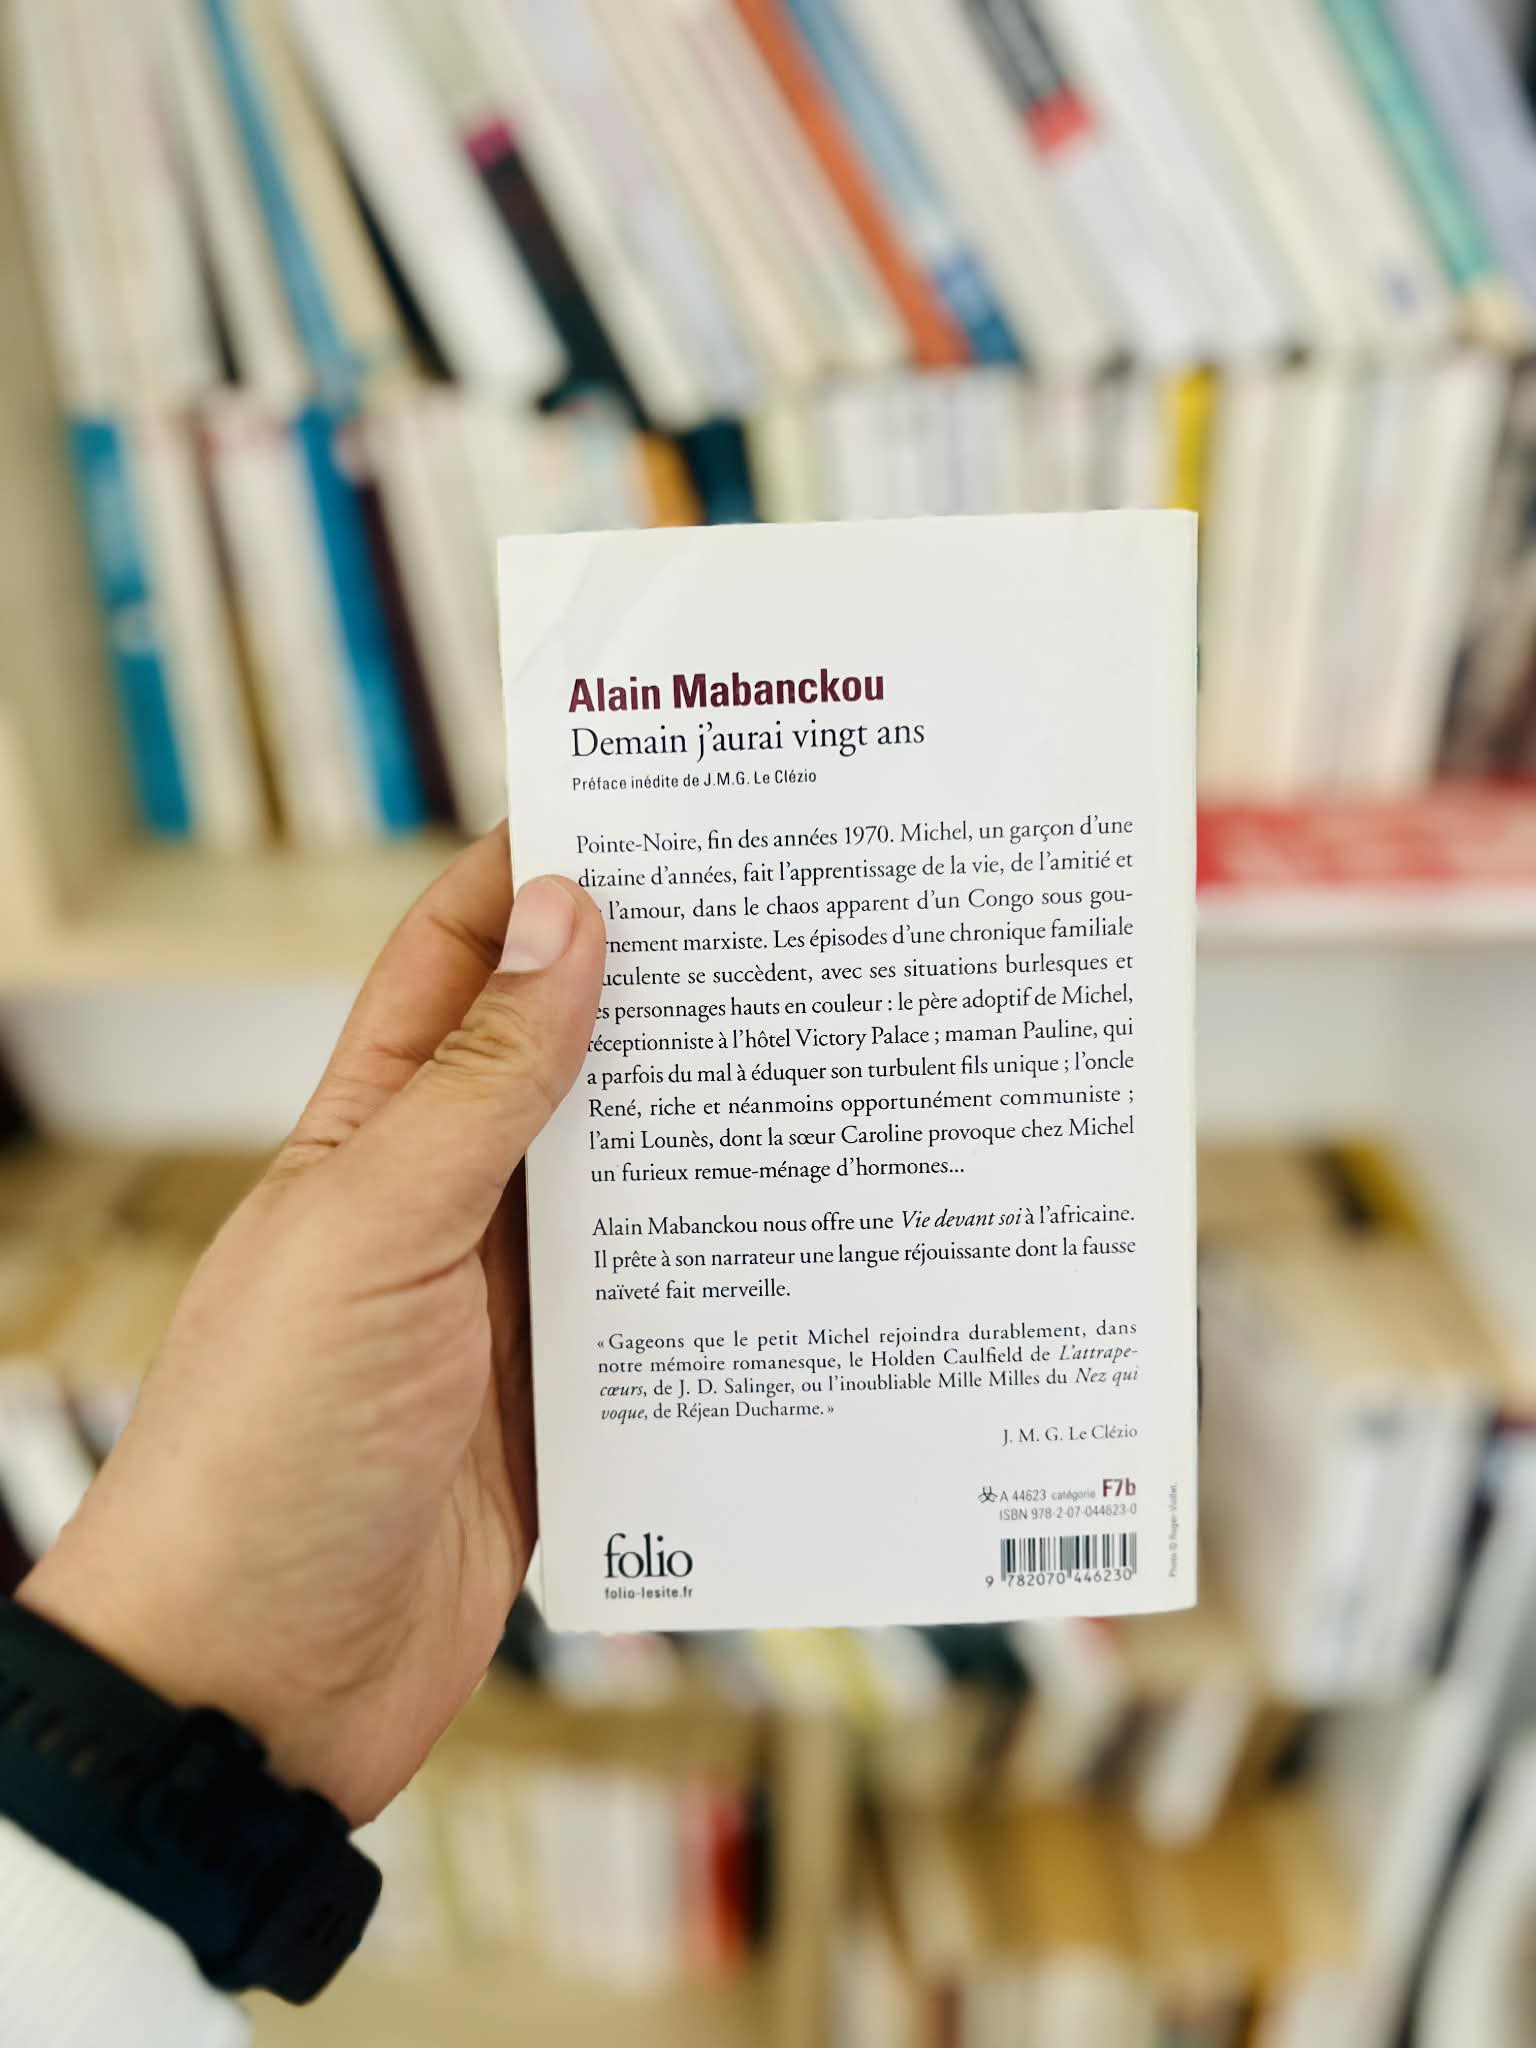 Alain Mabanckou
Demain j'aurai vingt ans
Préface inédite de J.M.G. Le Clézio
Pointe-Noire, fin des années 1970. Michel, un garçon d'une
dizaine d'années, fait l'apprentissage de la vie, de l'amitié et
l'amour, dans le chaos apparent d'un Congo sous gou-
rnement marxiste. Les épisodes d'une chronique familiale
uculente se succèdent, avec ses situations burlesques et
es personnages hauts en couleur : le père adoptif de Michel,
réceptionniste à l'hôtel Victory Palace ; maman Pauline, qui
a parfois du mal à éduquer son turbulent fils unique ; l'oncle
René, riche et néanmoins opportunément communiste ;
l'ami Lounès, dont la sœur Caroline provoque chez Michel
un furieux remue-ménage d'hormones...
Alain Mabanckou nous offre une Vie devant soi à l'africaine.
Il prête à son narrateur une langue réjouissante dont la fausse
naïveté fait merveille.
« Gageons que le petit Michel rejoindra durablement, dans
notre mémoire romanesque, le Holden Caulfield de L'attrape-
cœurs, de J. D. Salinger, ou l'inoubliable Mille Milles du Nez qui
voque, de Réjean Ducharme. »
J. M. G. Le Clézio
A 44623 catégorie F7b
ISBN 978-2-07-044623-0
folio
folio-lesite.fr
9 782070 446230
Photo © Roger-Viollet.